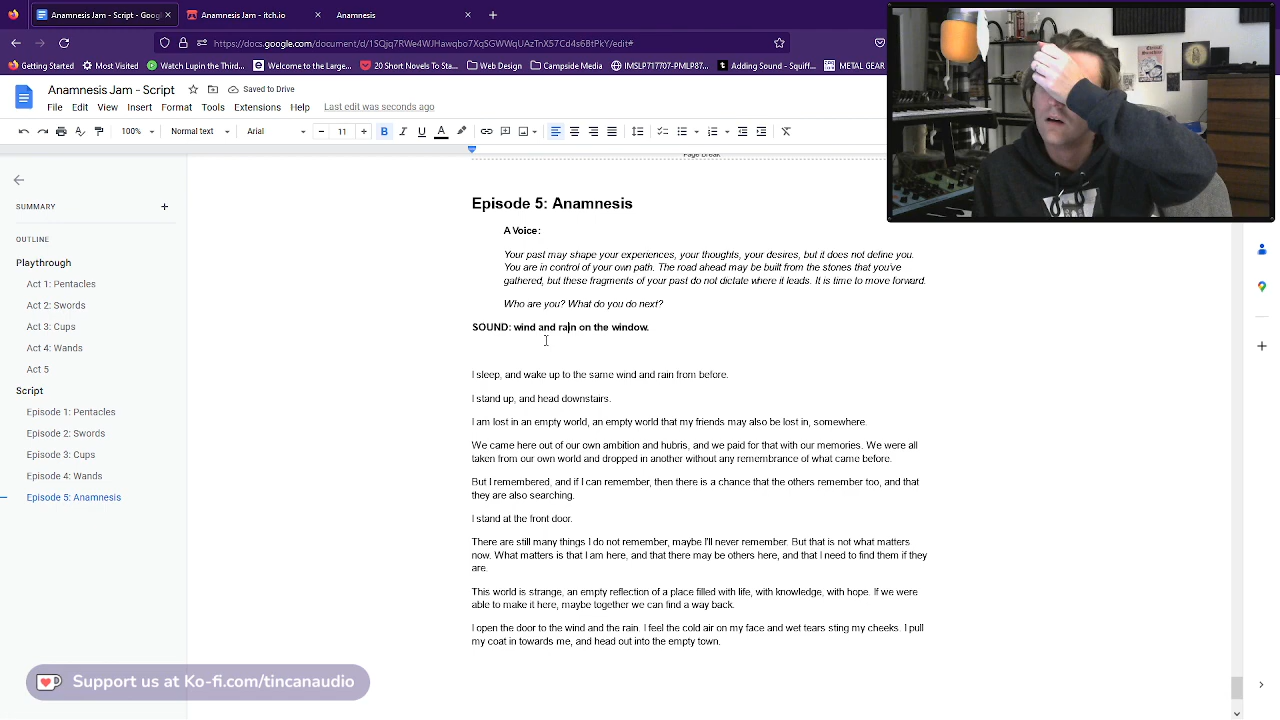 Anamnesis Jam - Script - Goog
Anamnesis Jam - itch.io
Anamnesis
https://docs.google.com/document/d/1SQjq7RWe4WJHawqbo7XqSGWWqUAzTnXS7Cd4s6BtPkY/edit#
Getting Started
Most Visited
Watch Lupin the Third...
Welcome to the Large...
20 Short Novels To S...
Web Design
Campside Media
IMSLP717707-PMLP87...
Adding Sound - Squiff...
METAL GEAR
Anamnesis Jam - Script
Saved to Drive
File Edit View Insert Format Tools Extensions Help Last edit was seconds ago
100% Normal text Arial 11
Page Break
SUMMARY
OUTLINE
Playthrough
Act 1: Pentacles
Act 2: Swords
Act 3: Cups
Act 4: Wands
Act 5
Script
Episode 1: Pentacles
Episode 2: Swords
Episode 3: Cups
Episode 4: Wands
Episode 5: Anamnesis
Episode 5: Anamnesis
A Voice:
Your past may shape your experiences, your thoughts, your desires, but it does not define you.
You are in control of your own path. The road ahead may be built from the stones that you've
gathered, but these fragments of your past do not dictate where it leads. It is time to move forward.
Who are you? What do you do next?
SOUND: wind and rain on the window.
I sleep, and wake up to the same wind and rain from before.
I stand up, and head downstairs.
I am lost in an empty world, an empty world that my friends may also be lost in, somewhere.
We came here out of our own ambition and hubris, and we paid for that with our memories. We were all
taken from our own world and dropped in another without any remembrance of what came before.
But I remembered, and if I can remember, then there is a chance that the others remember too, and that
they are also searching.
I stand at the front door.
There are still many things I do not remember, maybe I'll never remember. But that is not what matters
now. What matters is that I am here, and that there may be others here, and that I need to find them if they
are.
This world is strange, an empty reflection of a place filled with life, with knowledge, with hope. If we were
able to make it here, maybe together we can find a way back.
I open the door to the wind and the rain. I feel the cold air on my face and wet tears sting my cheeks. I pull
my coat in towards me, and head out into the empty town.
Support us at Ko-fi.com/tincanaudio